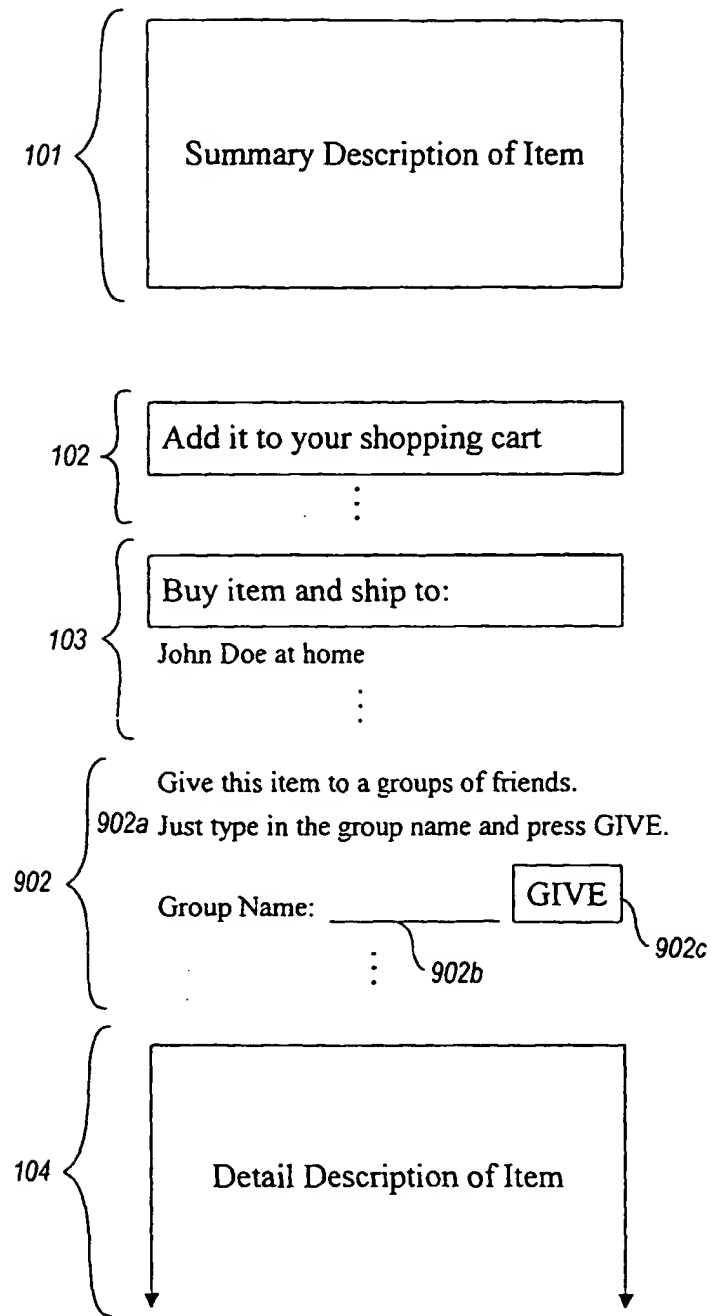 101
Summary Description of Item
102
Add it to your shopping cart
103
Buy item and ship to:
John Doe at home
902
Give this item to a groups of friends.
902a Just type in the group name and press GIVE.
Group Name: GIVE
902b
902c
104
Detail Description of Item